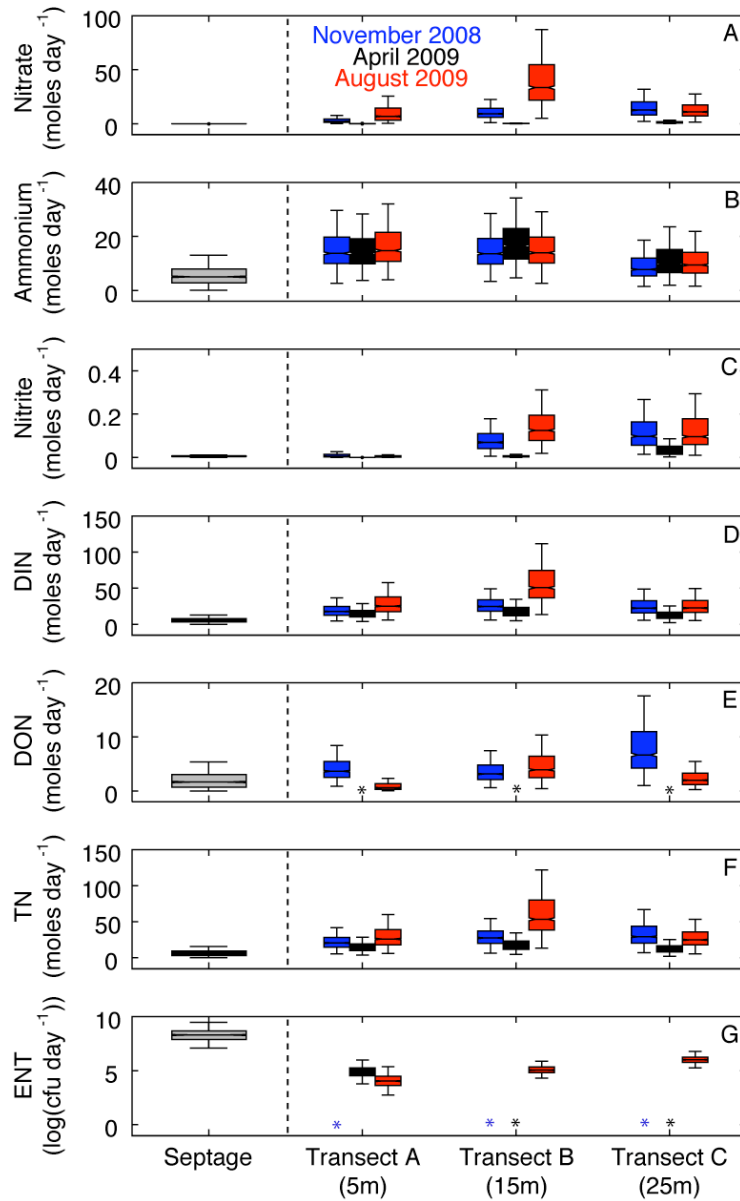 Nitrate
(moles day -1)
100
50
0
November 2008
April 2009
August 2009
A
Ammonium
(moles day -1)
40
20
0
B
Nitrite
(moles day -1)
0.4
0.2
0
C
DIN
(moles day -1)
150
100
50
0
D
DON
(moles day -1)
20
10
0
* * *
E
TN
(moles day -1)
150
100
50
0
F
ENT
(log(cfu day -1))
10
5
0
* * * * *
G
Septage Transect A Transect B Transect C
(5m) (15m) (25m)